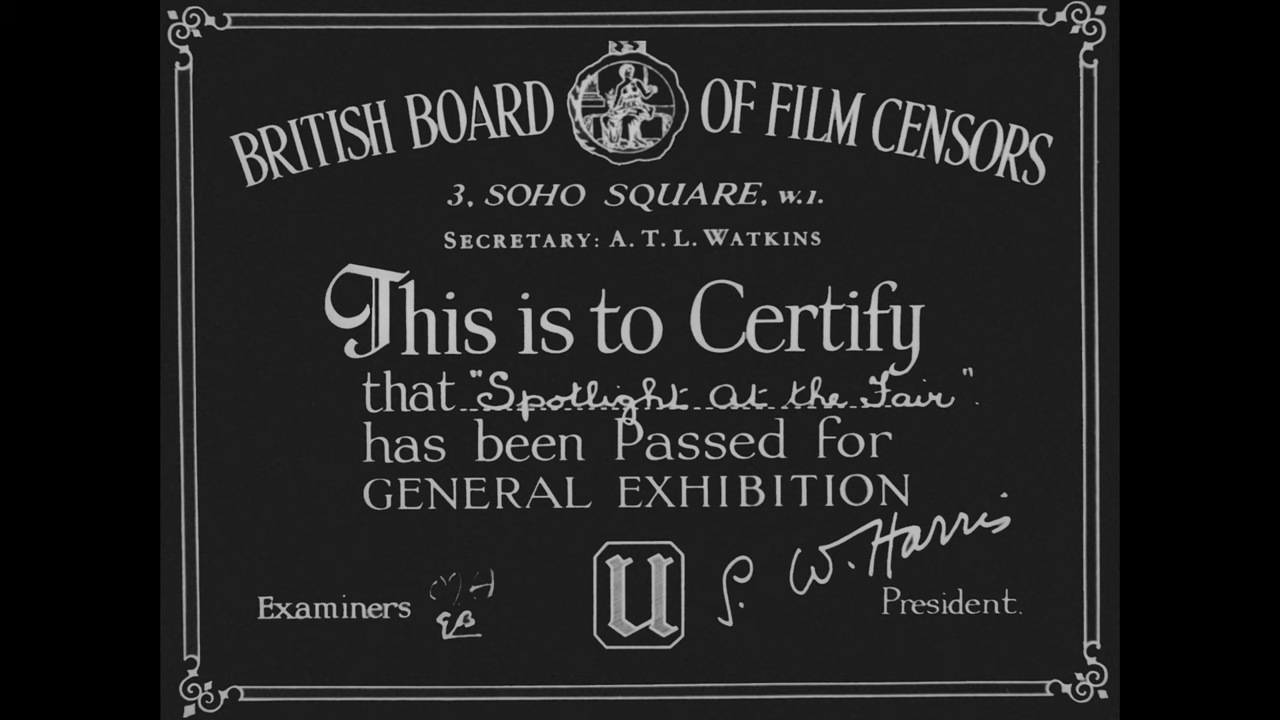 BRITISH BOARD OF FILM CENSORS
3, SOHO SQUARE, W.1.
SECRETARY: A. T. L. WATKINS
This is to Certify
that "Spotlight At the Fair".
has been Passed for
GENERAL EXHIBITION
S. W. Harris
Examiners
U
President.